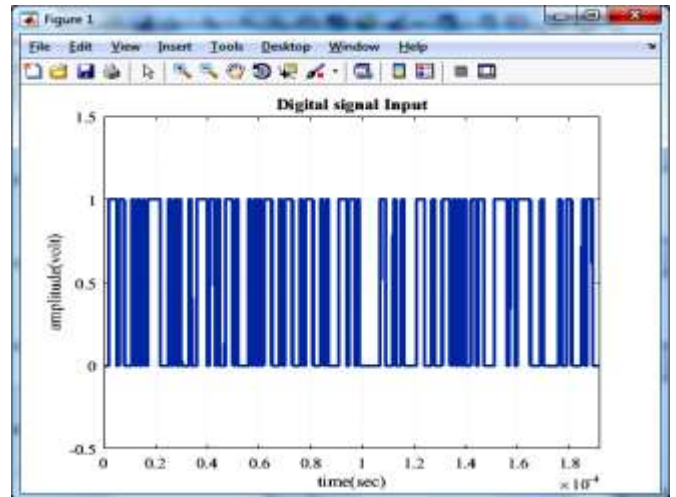 Figure 1
File Edit View Insert Tools Desktop Window Help
Digital signal Input
1.5
1
0.5
0
-0.5
amplitude(volt)
0 0.2 0.4 0.6 0.8 1 1.2 1.4 1.6 1.8
time(sec)
× 10⁻⁴